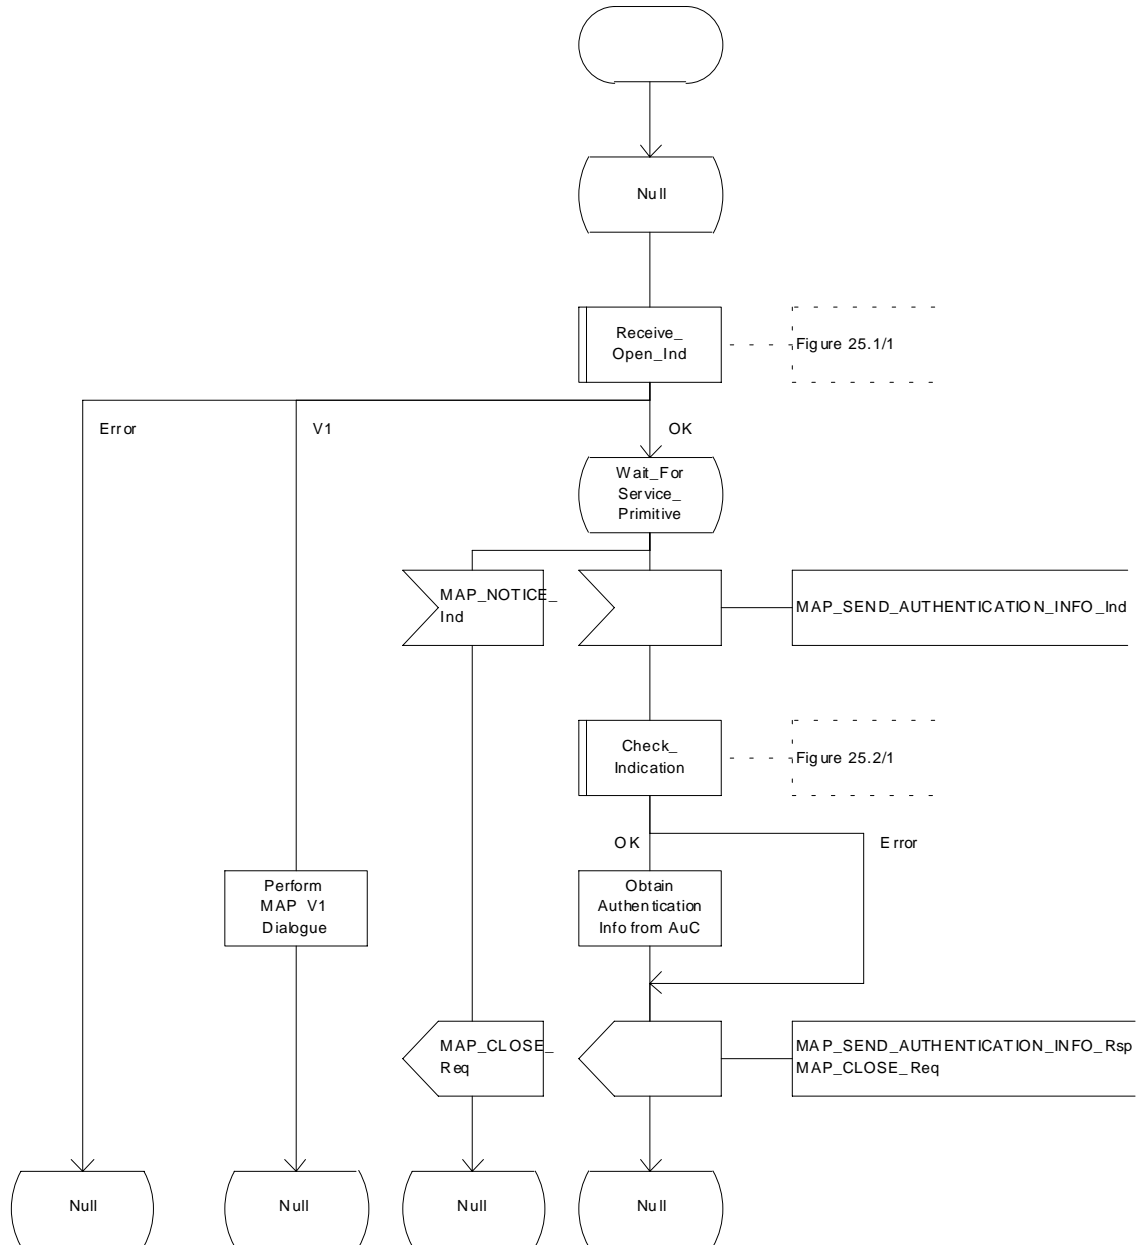 Null
Receive_
Open_Ind
Figure 25.1/1
Error
V1
OK
Wait_For
Service_
Primitive
MAP_NOTICE_
Ind
MAP_SEND_AUTHENTICATION_INFO_Ind
Check_
Indication
Figure 25.2/1
OK
Error
Perform
MAP V1
Dialogue
Obtain
Authentication
Info from AuC
MAP_CLOSE_
Req
MAP_SEND_AUTHENTICATION_INFO_Rsp
MAP_CLOSE_Req
Null
Null
Null
Null